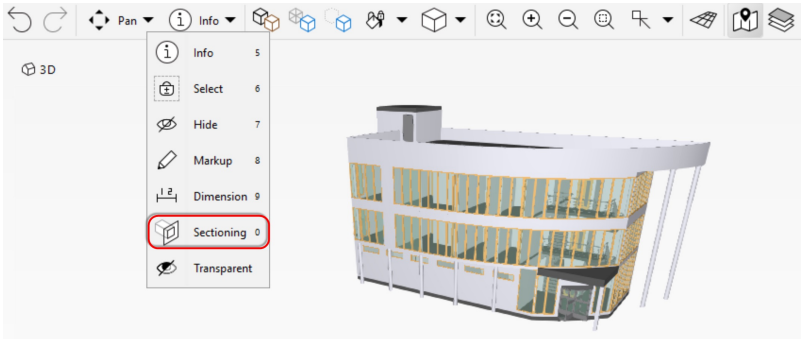 Pan
Info
3D
Info 5
Select 6
Hide 7
Markup 8
Dimension 9
Sectioning 0
Transparent